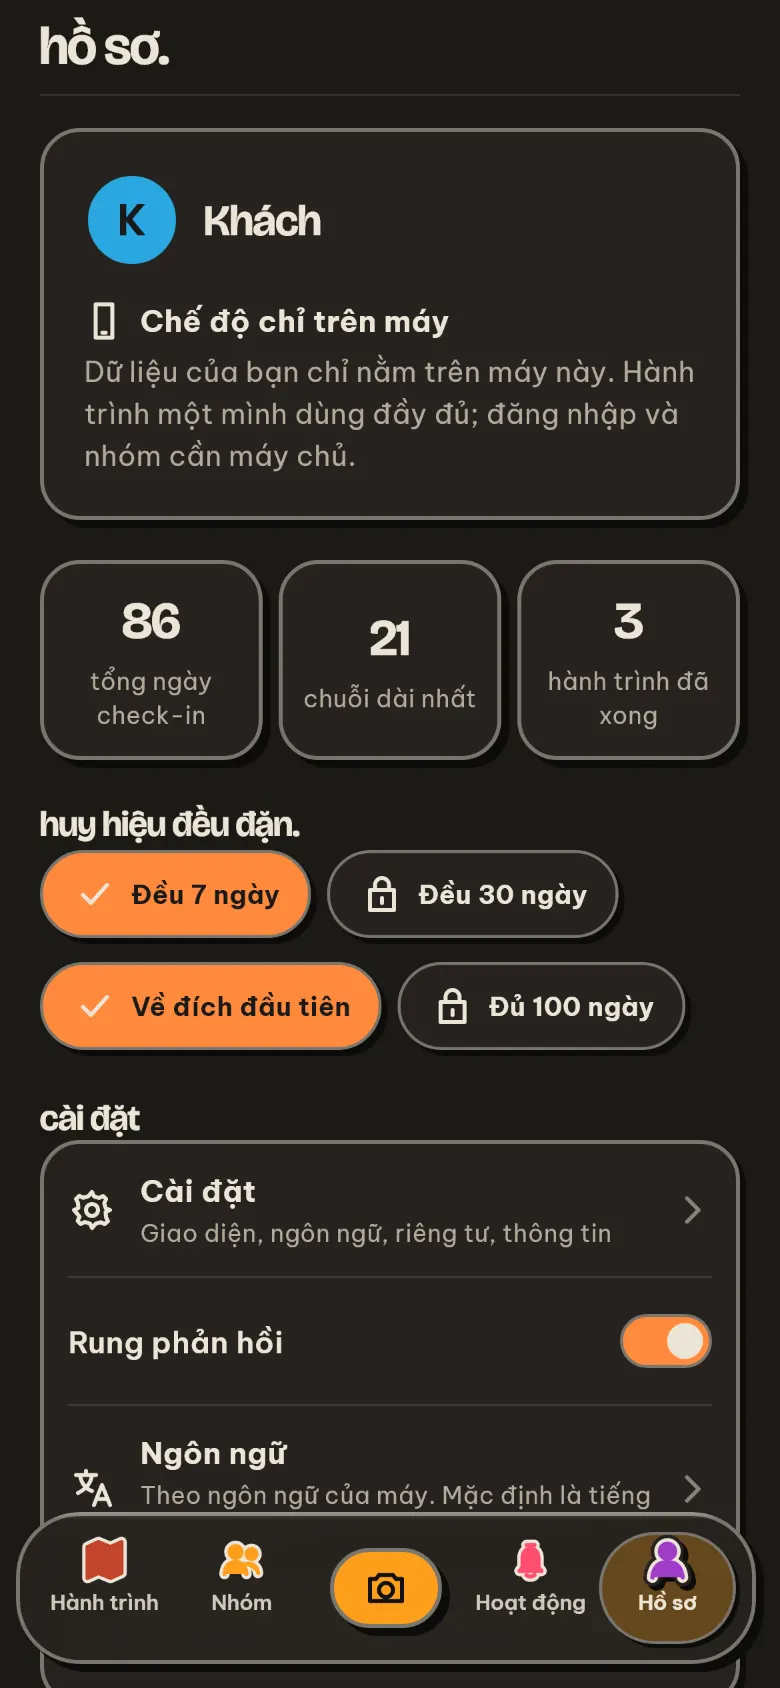 hồ sơ.
K
Khách
Chế độ chỉ trên máy
Dữ liệu của bạn chỉ nằm trên máy này. Hành
trình một mình dùng đầy đủ; đăng nhập và
nhóm cần máy chủ.
86
tổng ngày
check-in
21
chuỗi dài nhất
3
hành trình đã
xong
huy hiệu đều đặn.
Đều 7 ngày
Đều 30 ngày
Về đích đầu tiên
Đủ 100 ngày
cài đặt
Cài đặt
Giao diện, ngôn ngữ, riêng tư, thông tin
Rung phản hồi
Ngôn ngữ
Theo ngôn ngữ của máy. Mặc định là tiếng
Hành trình
Nhóm
Hoạt động
Hồ sơ